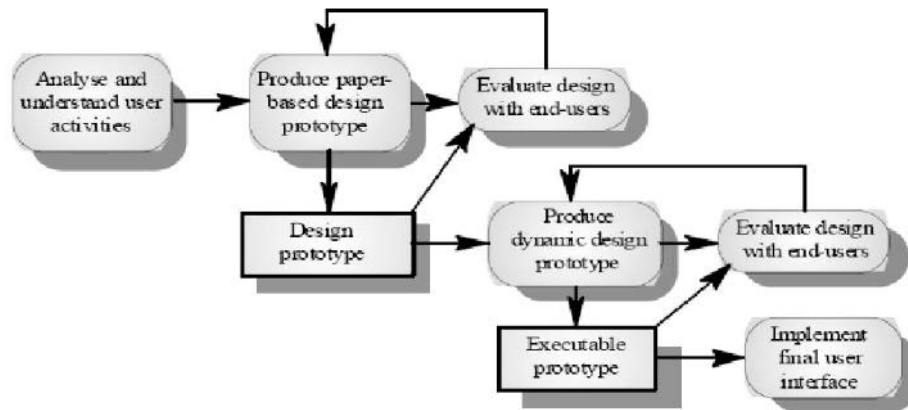 Analyse and
understand user
activities
Produce paper-
based design
prototype
Evaluate design
with end-users
Design
prototype
Produce
dynamic design
prototype
Evaluate design
with end-users
Executable
prototype
Implement
final user
interface